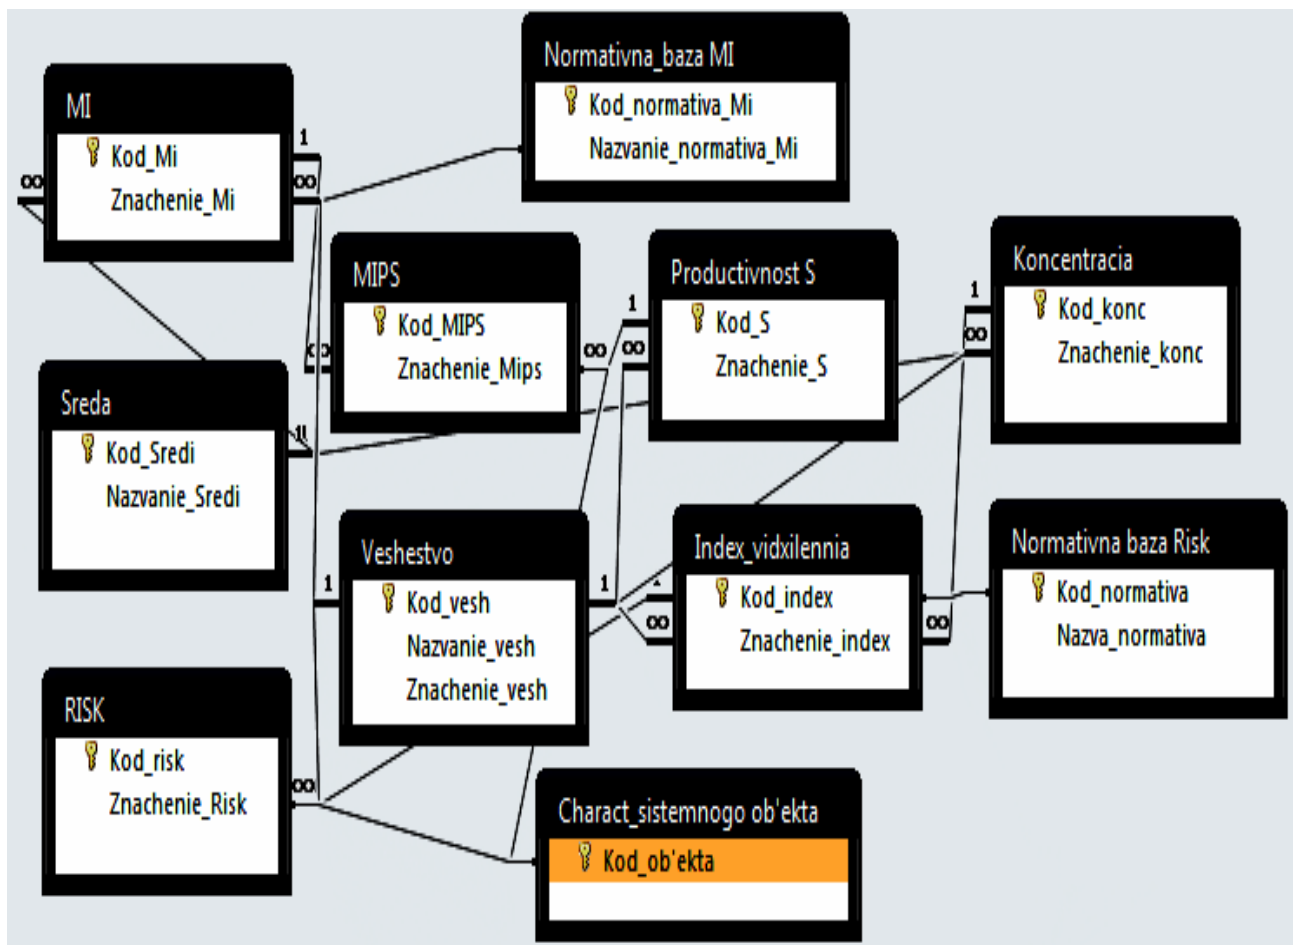 Normativna_baza MI
Kod_normativa_Mi
Nazvanie_normativa_Mi
MI
Kod_Mi
Znachenie_Mi
1
∞
∞
MIPS
Kod_MIPS
Znachenie_Mips
∞
Productivnost S
Kod_S
Znachenie_S
1
∞
Koncentracia
Kod_konc
Znachenie_konc
1
∞
Sreda
Kod_Sredi
Nazvanie_Sredi
Veshestvo
Kod_vesh
Nazvanie_vesh
Znachenie_vesh
1
1
Index_vidxilennia
Kod_index
Znachenie_index
∞
∞
Normativna baza Risk
Kod_normativa
Nazva_normativa
RISK
Kod_risk
Znachenie_Risk
∞
Charact_sistemnogo ob'ekta
Kod_ob'ekta